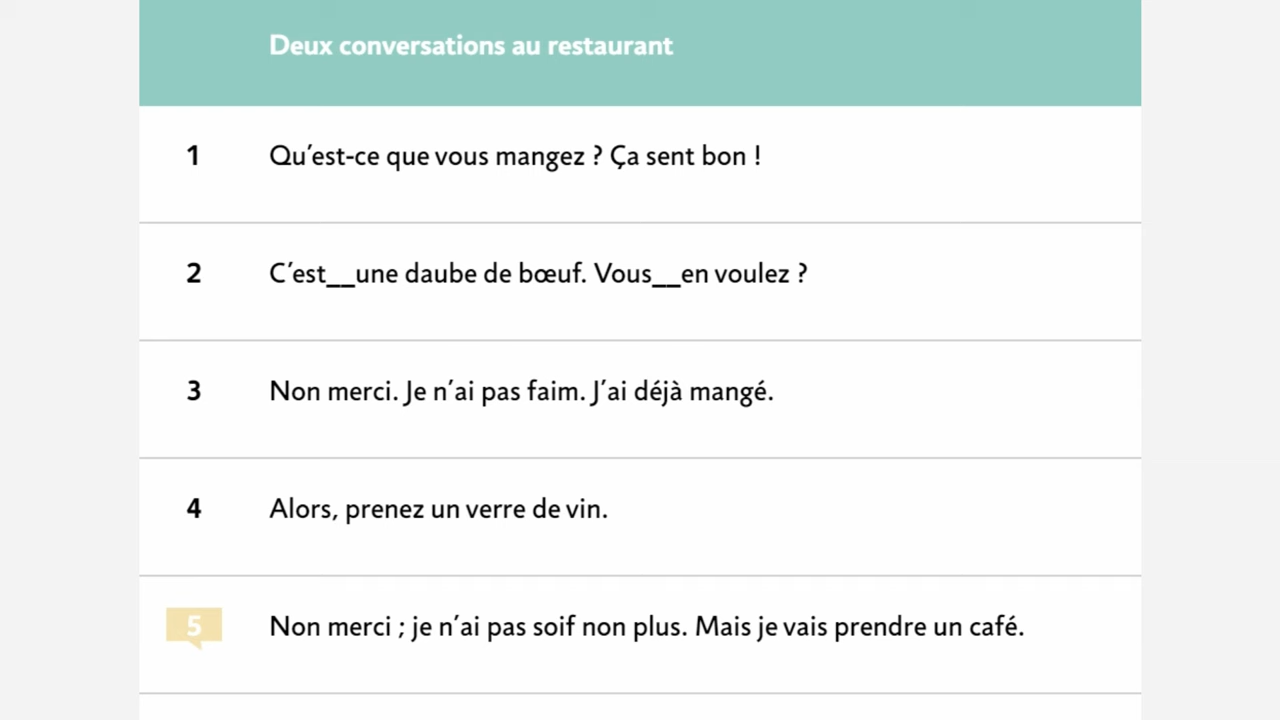 Deux conversations au restaurant
1 Qu’est-ce que vous mangez ? Ça sent bon !
2 C’est__une daube de bœuf. Vous__en voulez ?
3 Non merci. Je n’ai pas faim. J’ai déjà mangé.
4 Alors, prenez un verre de vin.
5 Non merci ; je n’ai pas soif non plus. Mais je vais prendre un café.